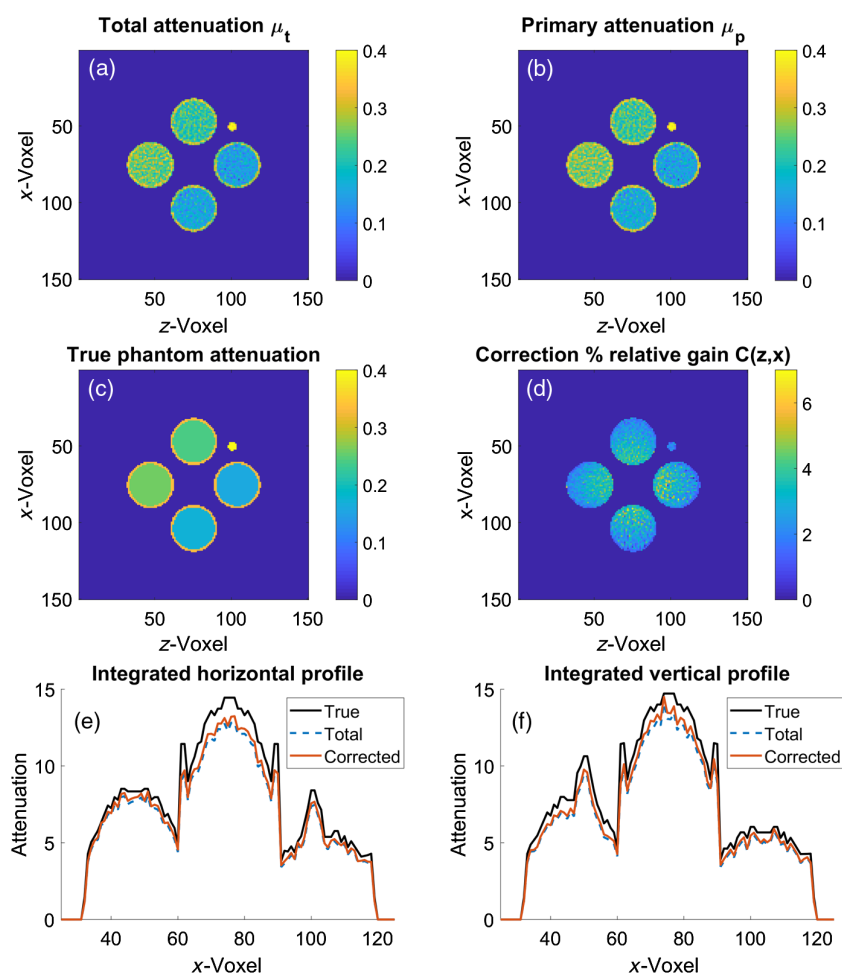 Total attenuation μt
(a)
x-Voxel
50
100
150
50
100
150
z-Voxel
0.4
0.3
0.2
0.1
0
Primary attenuation μp
(b)
x-Voxel
50
100
150
50
100
150
z-Voxel
0.4
0.3
0.2
0.1
0
True phantom attenuation
(c)
x-Voxel
50
100
150
50
100
150
z-Voxel
0.4
0.3
0.2
0.1
0
Correction % relative gain C(z,x)
(d)
x-Voxel
50
100
150
50
100
150
z-Voxel
6
4
2
0
Integrated horizontal profile
(e)
Attenuation
15
10
5
0
True
Total
Corrected
40
60
80
100
120
x-Voxel
Integrated vertical profile
(f)
Attenuation
15
10
5
0
True
Total
Corrected
40
60
80
100
120
x-Voxel